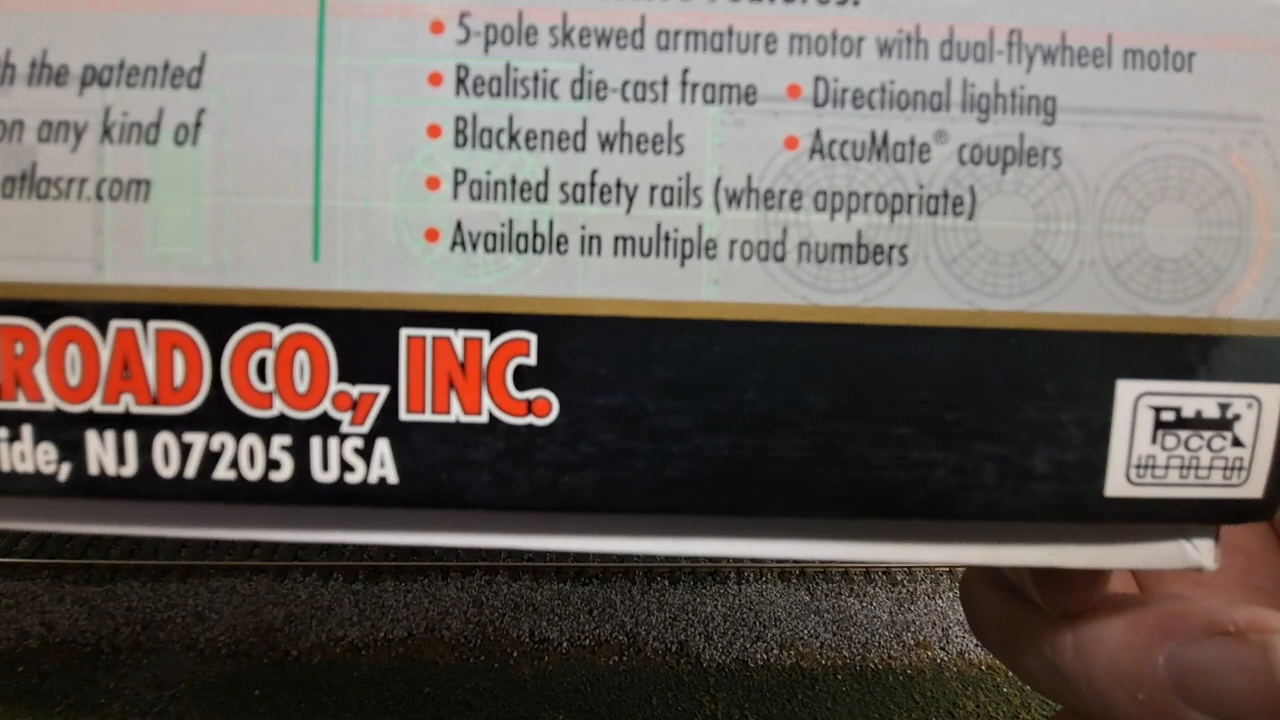 h the patented
on any kind of
atlasrr.com
Features:
• 5-pole skewed armature motor with dual-flywheel motor
• Realistic die-cast frame • Directional lighting
• Blackened wheels • AccuMate® couplers
• Painted safety rails (where appropriate)
• Available in multiple road numbers
ROAD CO., INC.
ide, NJ 07205 USA
DCC